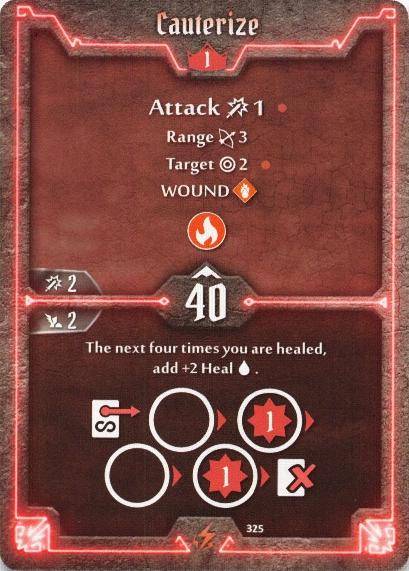 Cauterize
1
Attack 1
Range 3
Target 2
WOUND
2
40
2
The next four times you are healed,
add +2 Heal .
1
1
325